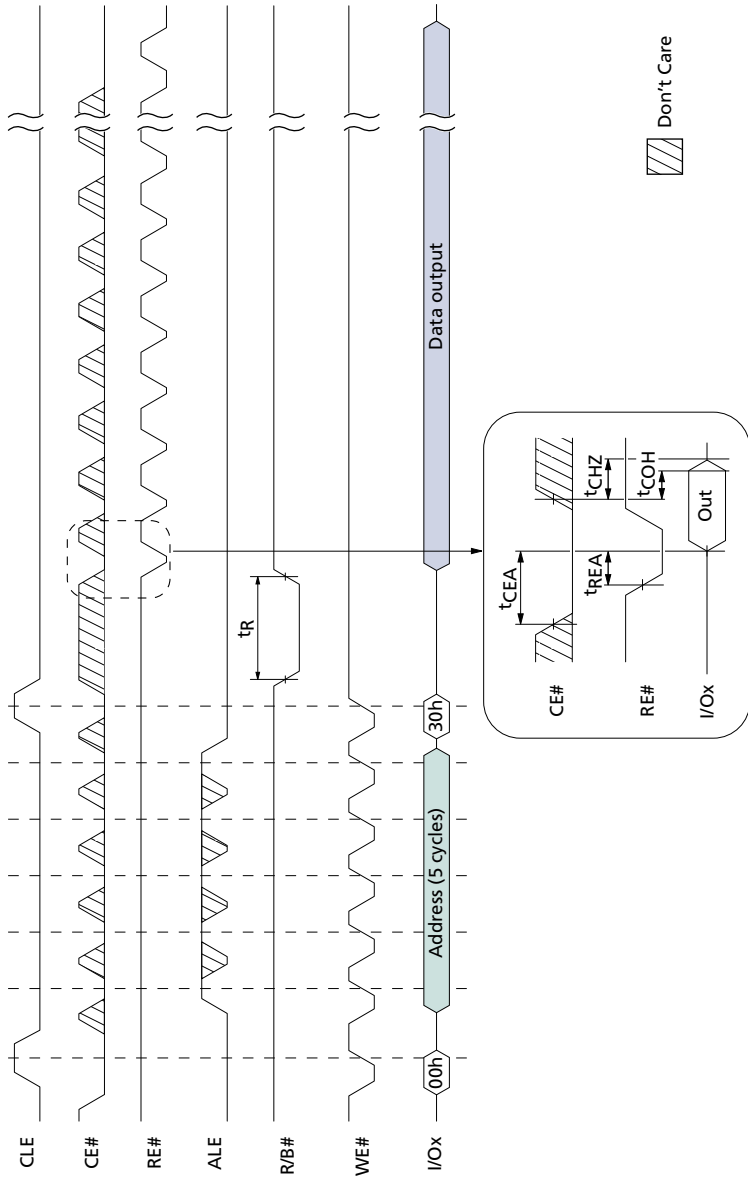 CLE
CE#
RE#
ALE
R/B#
tR
WE#
I/Ox
00h
Address (5 cycles)
30h
Data output
CE#
tCEA
RE#
tREA
tCHZ
tCOH
I/Ox
Out
Don't Care